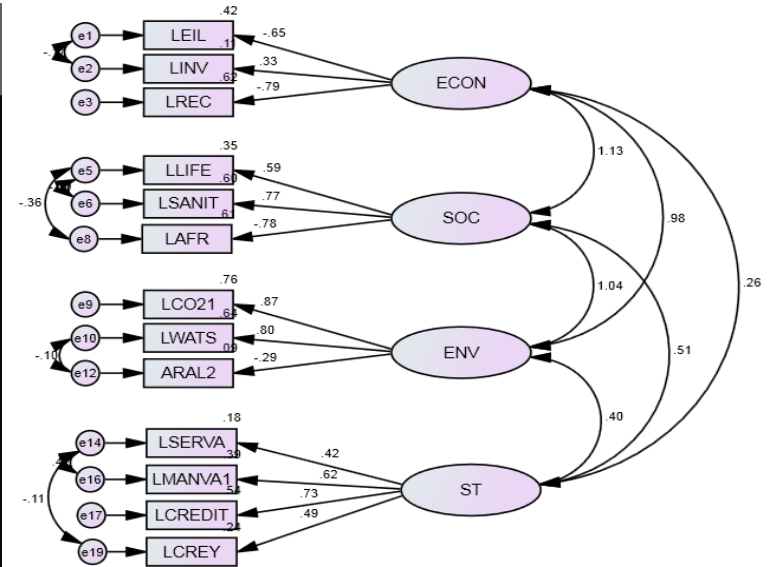 .42
e1 LEIL -.65
.11
e2 LINV .33 ECON
.62
e3 LREC -.79
1.13
.35
e5 LLIFE .59
.60
-.36 e6 LSANIT .77 SOC .98
.61
e8 LAFR -.78
.26
.76
1.04
e9 LCO21 .87
.64
e10 LWATS .80
-.10 .09 ENV .51
e12 ARAL2 -.29
.40
.18
e14 LSERVA .42
.39
e16 LMANVA1 .62
.54 ST
-.11 e17 LCREDIT .73
.24
e19 LCREY .49